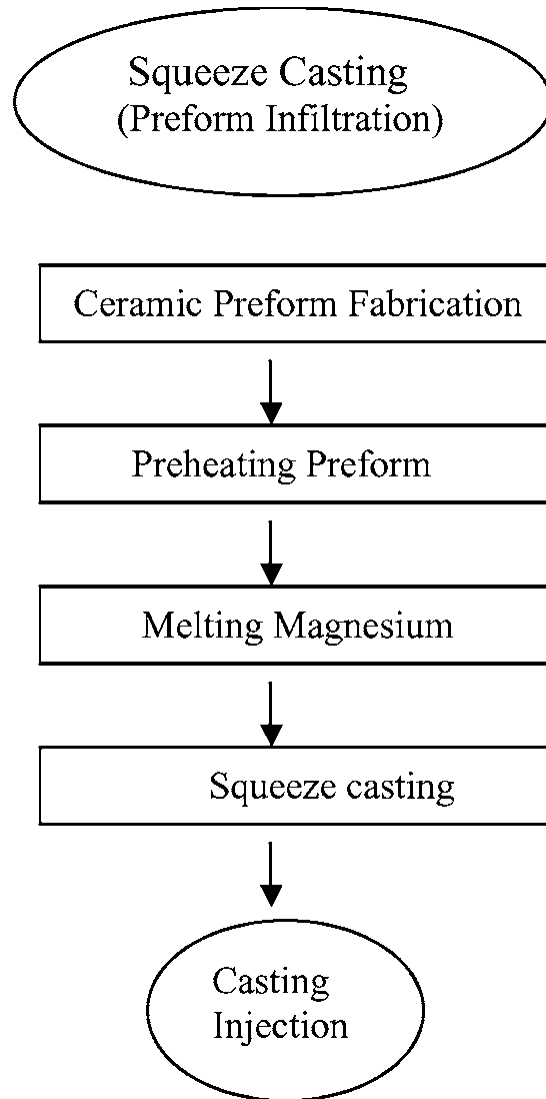 Squeeze Casting
(Preform Infiltration)
Ceramic Preform Fabrication
Preheating Preform
Melting Magnesium
Squeeze casting
Casting
Injection